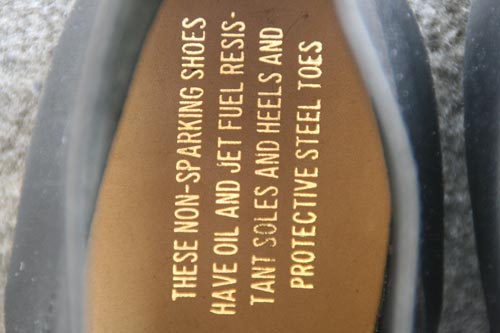 THESE NON-SPARKING SHOES
HAVE OIL AND JET FUEL RESIS-
TANT SOLES AND HEELS AND
PROTECTIVE STEEL TOES